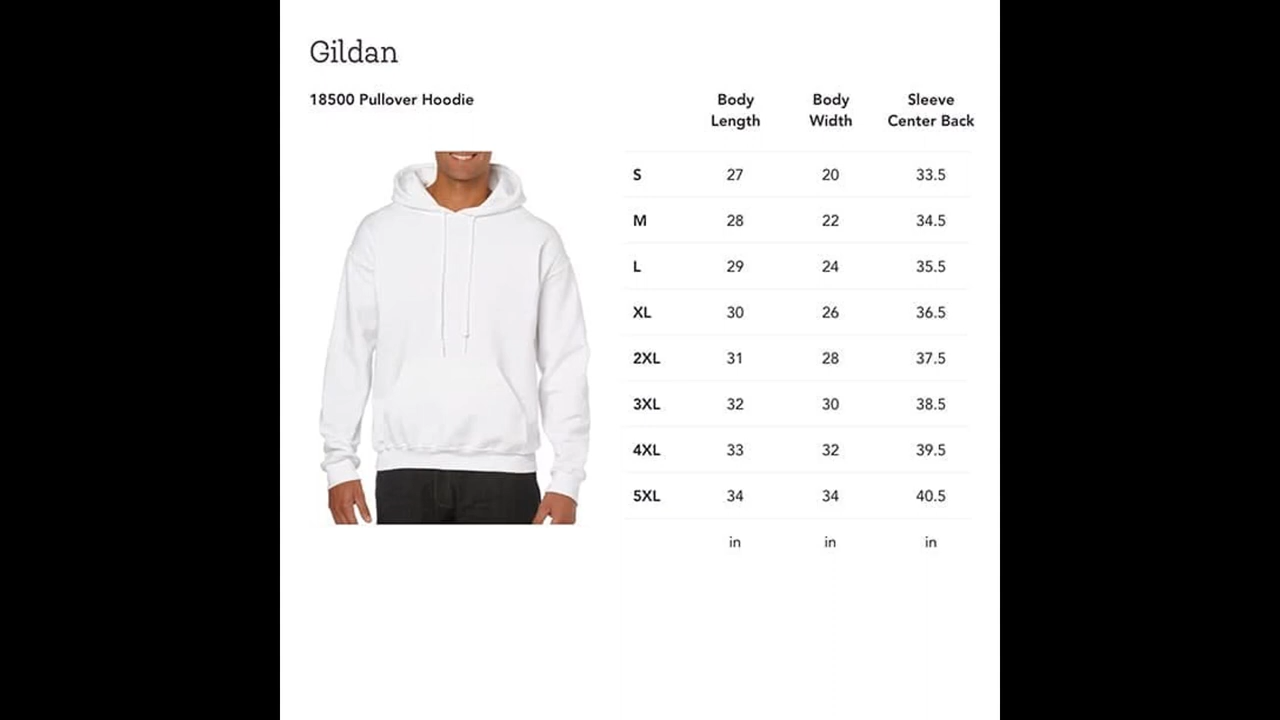 Gildan
18500 Pullover Hoodie
Body Length Body Width Sleeve Center Back
S 27 20 33.5
M 28 22 34.5
L 29 24 35.5
XL 30 26 36.5
2XL 31 28 37.5
3XL 32 30 38.5
4XL 33 32 39.5
5XL 34 34 40.5
in in in